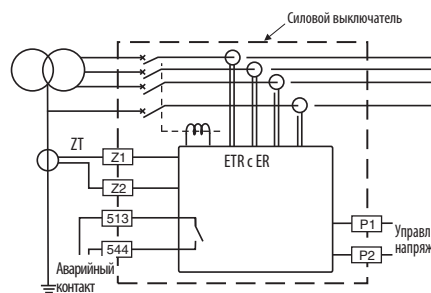 Силовой выключатель
ZT
Z1
ETR с ER
Z2
513
544
P1
Управл
P2
напряж
Аварийный
контакт